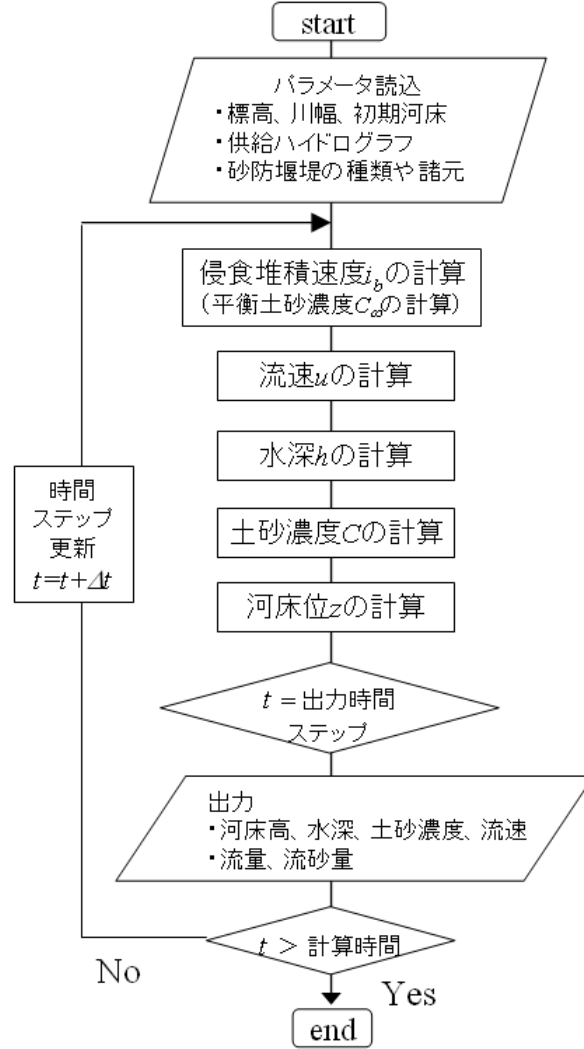 start
パラメータ読込
・標高、川幅、初期河床
・供給ハイドログラフ
・砂防堰堤の種類や諸元
侵食堆積速度i_bの計算
(平衡土砂濃度C_∞の計算)
流速uの計算
水深hの計算
時間
ステップ
更新
t=t+Δt
土砂濃度Cの計算
河床位zの計算
t＝出力時間
ステップ
出力
・河床高、水深、土砂濃度、流速
・流量、流砂量
t ＞ 計算時間
No
Yes
end